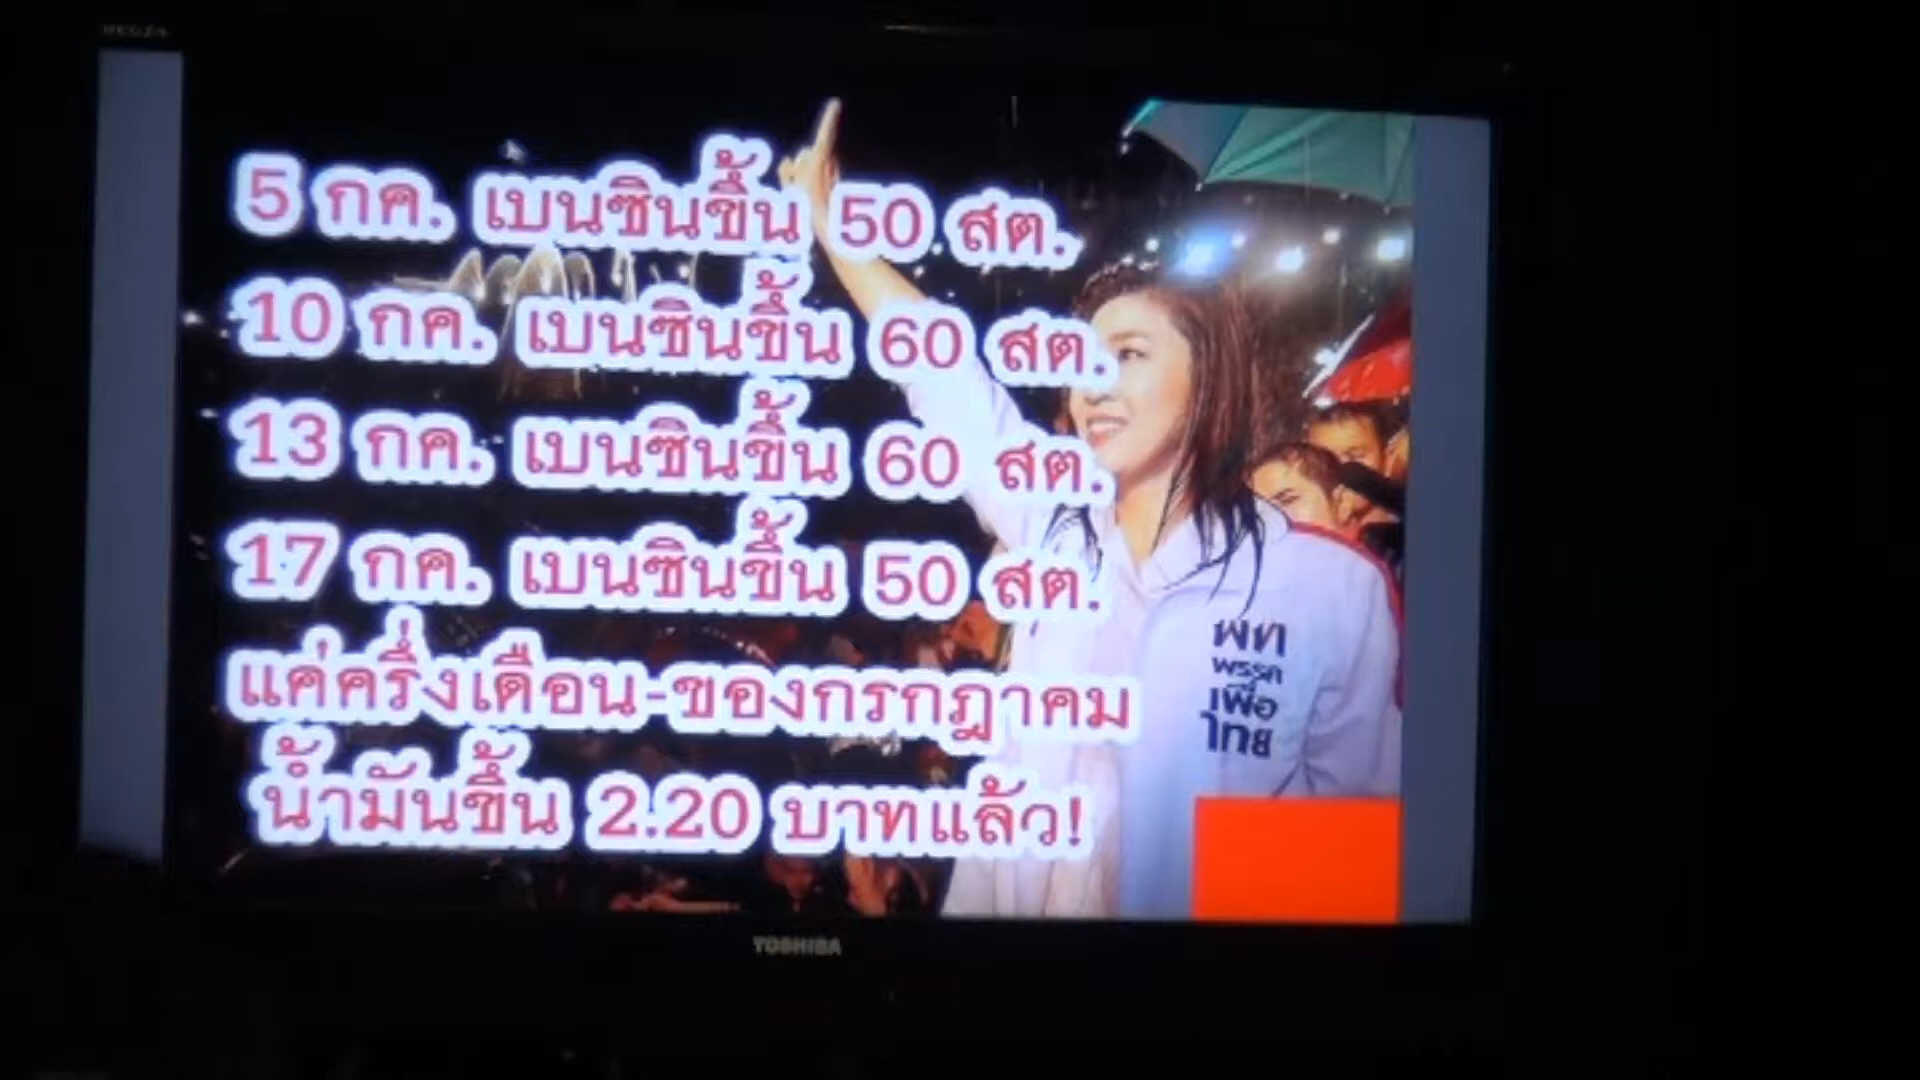 5 กค. เบนซินขึ้น 50 สต.
10 กค. เบนซินขึ้น 60 สต.
13 กค. เบนซินขึ้น 60 สต.
17 กค. เบนซินขึ้น 50 สต.
แค่ครึ่งเดือน-ของกรกฎาคม
น้ำมันขึ้น 2.20 บาทแล้ว!
พท
พรรค
เพื่อ
ไทย
TOSHIBA